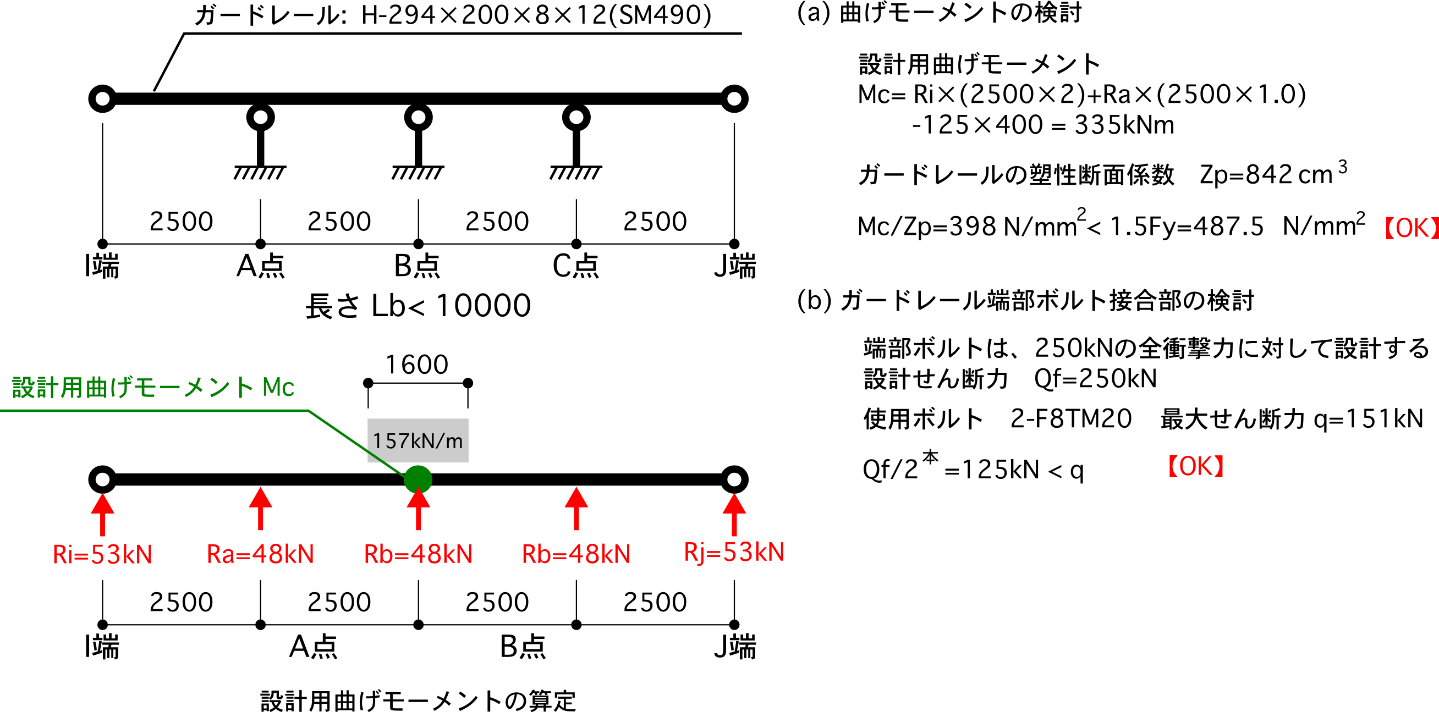 ガードレール: H-294×200×8×12(SM490)
2500 2500 2500 2500
I端 A点 B点 C点 J端
長さ Lb< 10000
1600
設計用曲げモーメント Mc
157kN/m
Ri=53kN Ra=48kN Rb=48kN Rb=48kN Rj=53kN
2500 2500 2500 2500
I端 A点 B点 J端
設計用曲げモーメントの算定
(a) 曲げモーメントの検討
設計用曲げモーメント
Mc= Ri×(2500×2)+Ra×(2500×1.0)
-125×400 = 335kNm
ガードレールの塑性断面係数 Zp=842 cm³
Mc/Zp=398 N/mm²< 1.5Fy=487.5 N/mm² 【OK】
(b) ガードレール端部ボルト接合部の検討
端部ボルトは、250kNの全衝撃力に対して設計する
設計せん断力 Qf=250kN
使用ボルト 2-F8TM20 最大せん断力 q=151kN
Qf/2本 =125kN < q 【OK】